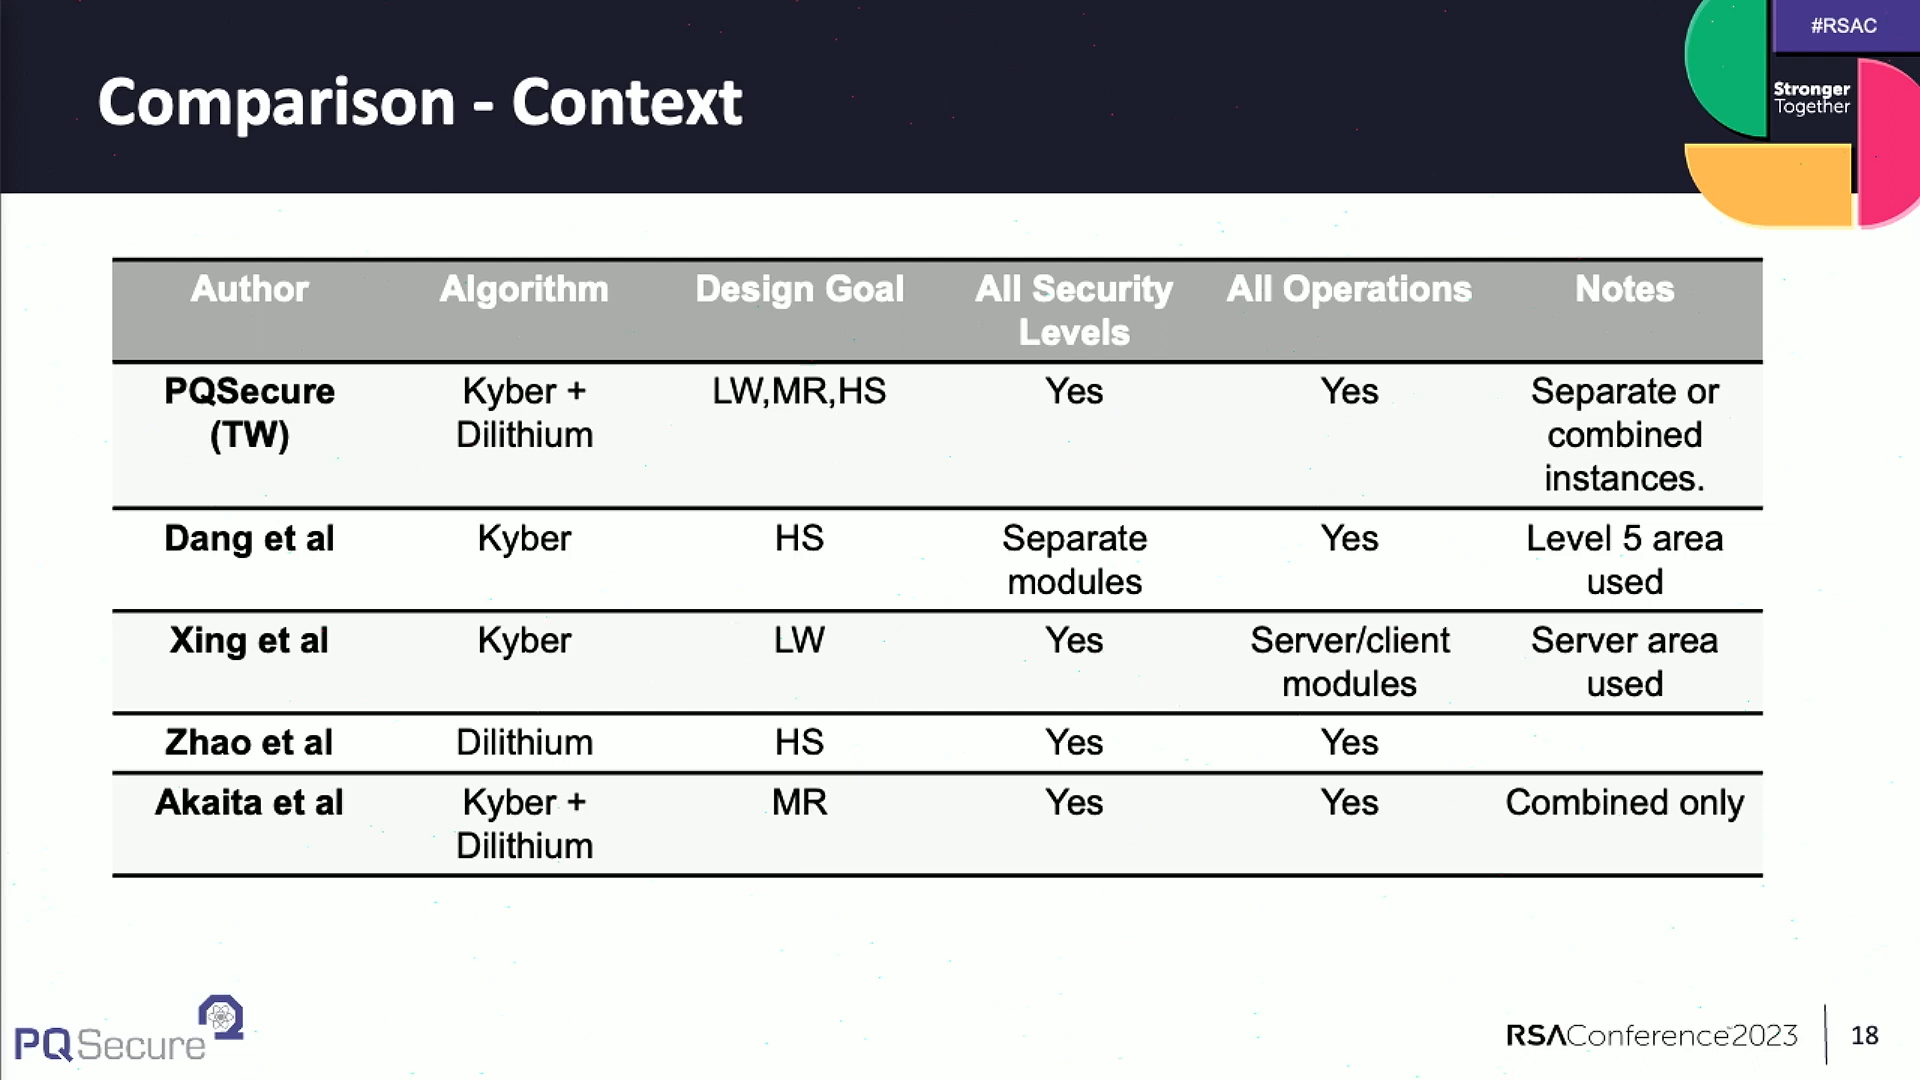 #RSAC
Stronger
Together
Comparison - Context
Author Algorithm Design Goal All Security Levels All Operations Notes
PQSecure (TW) Kyber + Dilithium LW,MR,HS Yes Yes Separate or combined instances.
Dang et al Kyber HS Separate modules Yes Level 5 area used
Xing et al Kyber LW Yes Server/client modules Server area used
Zhao et al Dilithium HS Yes Yes
Akaita et al Kyber + Dilithium MR Yes Yes Combined only
PQSecure
RSAConference2023 18